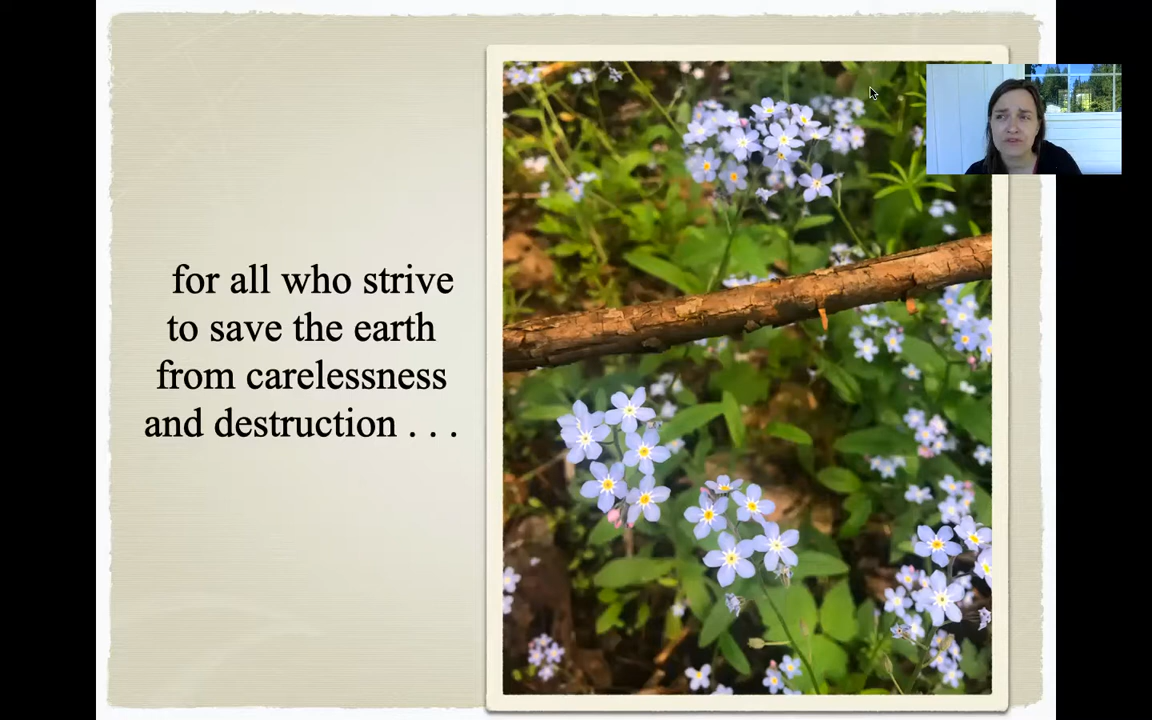 for all who strive
to save the earth
from carelessness
and destruction . . .